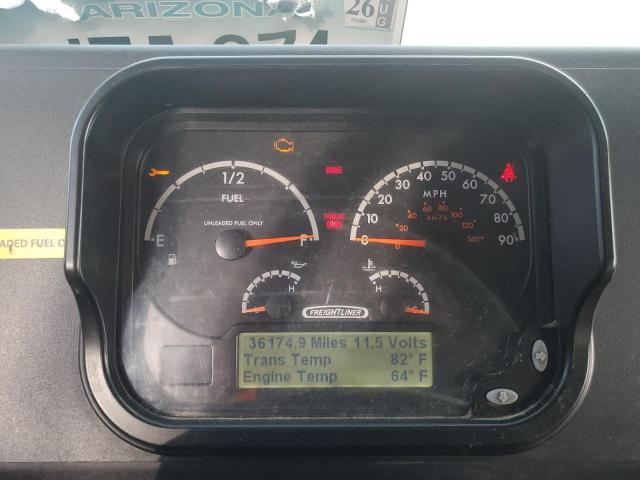 ARIZONA
26
AUG
1/2
FUEL
UNLEADED FUEL ONLY
E
F
BRAKE
PARKING
BRAKE
0
10
20
30
40
50
60
70
80
90
MPH
0
20
40
60
80
100
120
140
km/h
ADED FUEL O
H
H
FREIGHTLINER
36174.9 Miles 11.5 Volts
Trans Temp 82° F
Engine Temp 64° F